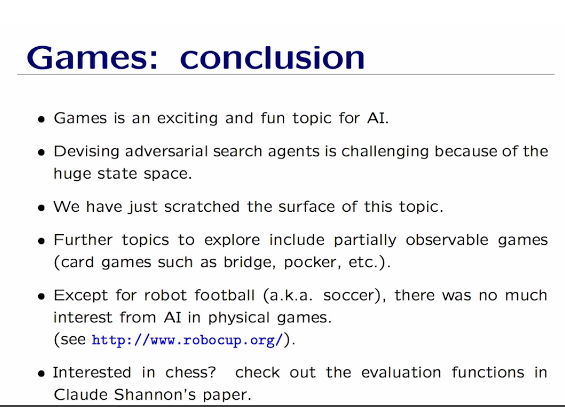 Games: conclusion
• Games is an exciting and fun topic for AI.
• Devising adversarial search agents is challenging because of the
huge state space.
• We have just scratched the surface of this topic.
• Further topics to explore include partially observable games
(card games such as bridge, pocker, etc.).
• Except for robot football (a.k.a. soccer), there was no much
interest from AI in physical games.
(see http://www.robocup.org/).
• Interested in chess? check out the evaluation functions in
Claude Shannon's paper.